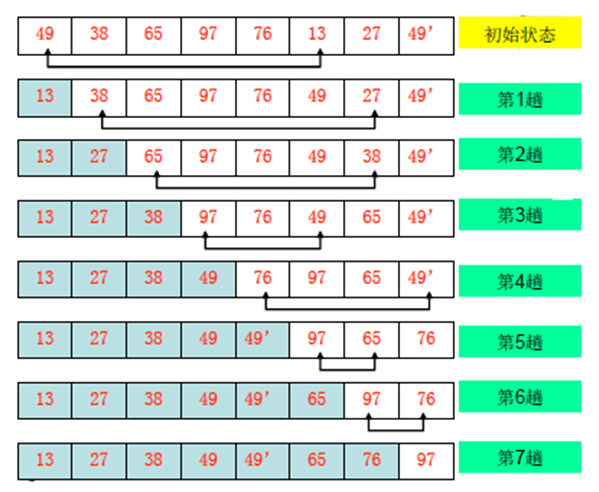 49 38 65 97 76 13 27 49' 初始状态
13 38 65 97 76 49 27 49' 第1趟
13 27 65 97 76 49 38 49' 第2趟
13 27 38 97 76 49 65 49' 第3趟
13 27 38 49 76 97 65 49' 第4趟
13 27 38 49 49' 97 65 76 第5趟
13 27 38 49 49' 65 97 76 第6趟
13 27 38 49 49' 65 76 97 第7趟